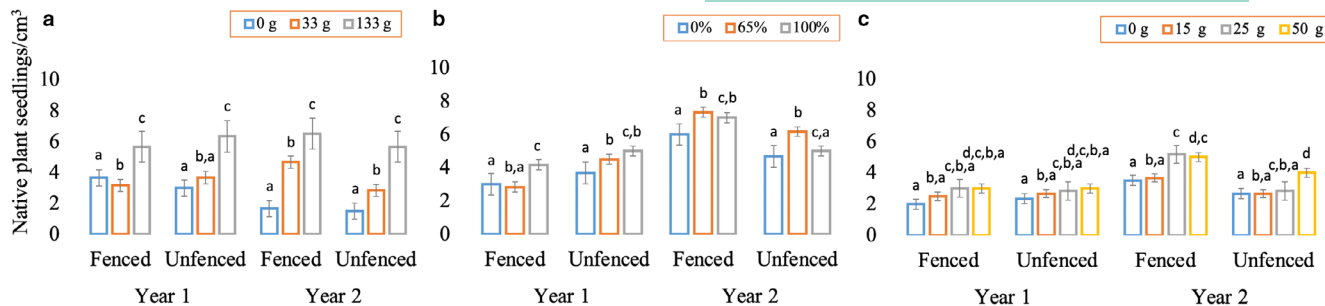 a
0 g 33 g 133 g
Native plant seedlings/cm³
10
8
6
4
2
0
a b c
a b,a c
a b c
a b c
Fenced Unfenced Fenced Unfenced
Year 1 Year 2
b
0% 65% 100%
10
8
6
4
2
0
a b,a c
a b c,b
a b c,b
a b c,a
Fenced Unfenced Fenced Unfenced
Year 1 Year 2
c
0 g 15 g 25 g 50 g
10
8
6
4
2
0
a b,a c,b,a d,c,b,a
a b,a c,b,a d,c,b,a
a b,a c d,c
a b,a c,b,a d
Fenced Unfenced Fenced Unfenced
Year 1 Year 2